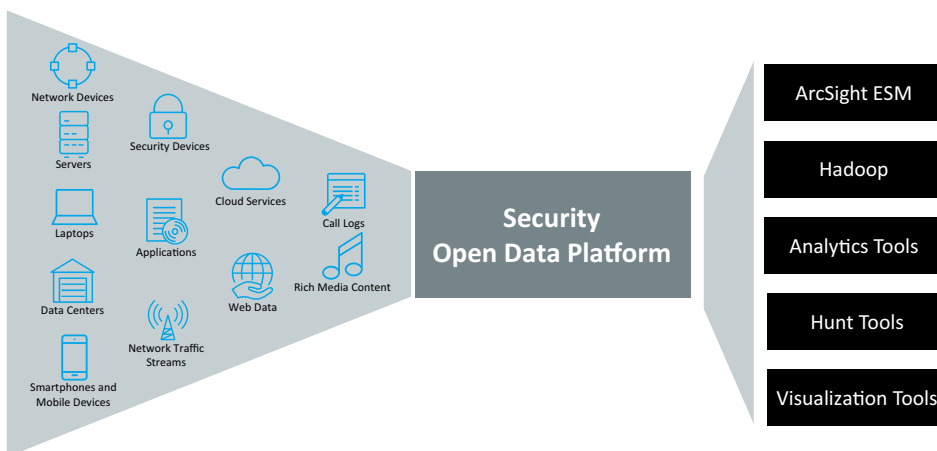 Network Devices
Servers
Laptops
Data Centers
Smartphones and
Mobile Devices
Security Devices
Applications
Network Traffic
Streams
Cloud Services
Web Data
Call Logs
Rich Media Content
Security
Open Data Platform
ArcSight ESM
Hadoop
Analytics Tools
Hunt Tools
Visualization Tools